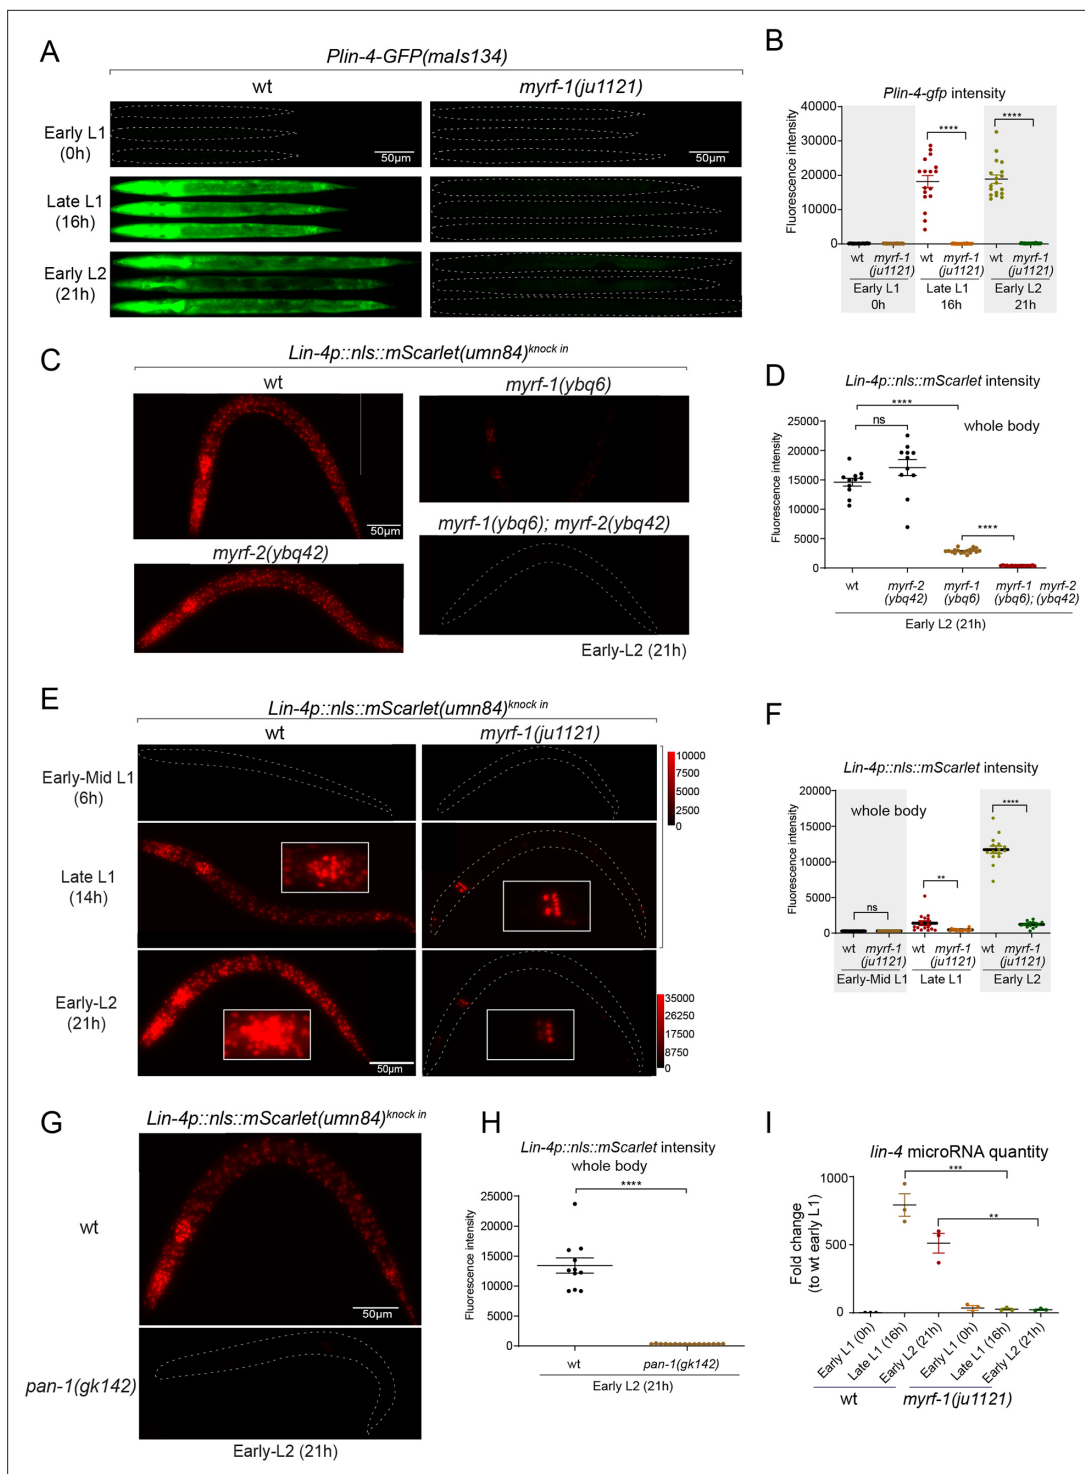 A
Plin-4-GFP(maIs134)
wt
myrf-1(ju1121)
Early L1
(0h)
50µm
50µm
Late L1
(16h)
Early L2
(21h)
B
Plin-4-gfp intensity
Fluorescence intensity
40000
30000
20000
10000
0
****
****
wt
myrf-1
(ju1121)
wt
myrf-1
(ju1121)
wt
myrf-1
(ju1121)
Early L1
0h
Late L1
16h
Early L2
21h
C
Lin-4p::nls::mScarlet(umn84)knock in
wt
myrf-1(ybq6)
50µm
myrf-2(ybq42)
myrf-1(ybq6); myrf-2(ybq42)
Early-L2 (21h)
D
Lin-4p::nls::mScarlet intensity
whole body
Fluorescence intensity
25000
20000
15000
10000
5000
0
****
ns
****
wt
myrf-2
(ybq42)
myrf-1
(ybq6)
myrf-1 myrf-2
(ybq6); (ybq42)
Early L2 (21h)
E
Lin-4p::nls::mScarlet(umn84)knock in
wt
myrf-1(ju1121)
Early-Mid L1
(6h)
10000
7500
5000
2500
0
Late L1
(14h)
Early-L2
(21h)
50µm
35000
26250
17500
8750
0
F
Lin-4p::nls::mScarlet intensity
whole body
Fluorescence intensity
20000
15000
10000
5000
0
ns
**
****
wt
myrf-1
(ju1121)
wt
myrf-1
(ju1121)
wt
myrf-1
(ju1121)
Early-Mid L1
Late L1
Early L2
G
Lin-4p::nls::mScarlet(umn84)knock in
wt
50µm
pan-1(gk142)
Early-L2 (21h)
H
Lin-4p::nls::mScarlet intensity
whole body
Fluorescence intensity
25000
20000
15000
10000
5000
0
****
wt
pan-1(gk142)
Early L2 (21h)
I
lin-4 microRNA quantity
Fold change
(to wt early L1)
1000
500
0
***
**
Early L1 (0h)
Late L1 (16h)
Early L2 (21h)
Early L1 (0h)
Late L1 (16h)
Early L2 (21h)
wt
myrf-1(ju1121)